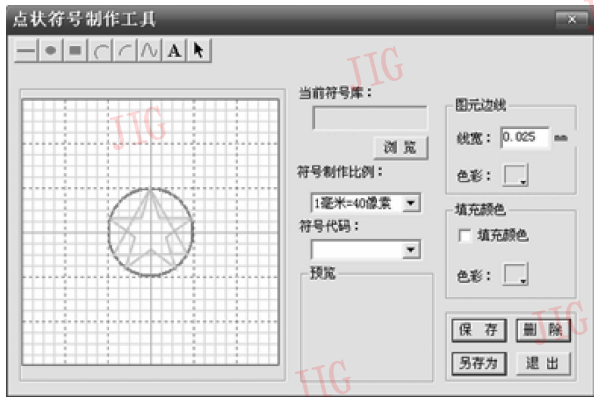 点状符号制作工具
A
当前符号库：
浏 览
符号制作比例：
1毫米=40像素
符号代码：
预览
图元边线
线宽： 0.025 mm
色彩：
填充颜色
填充颜色
色彩：
保 存 删 除
另存为 退 出
JIG
JIG
JIG
JIG